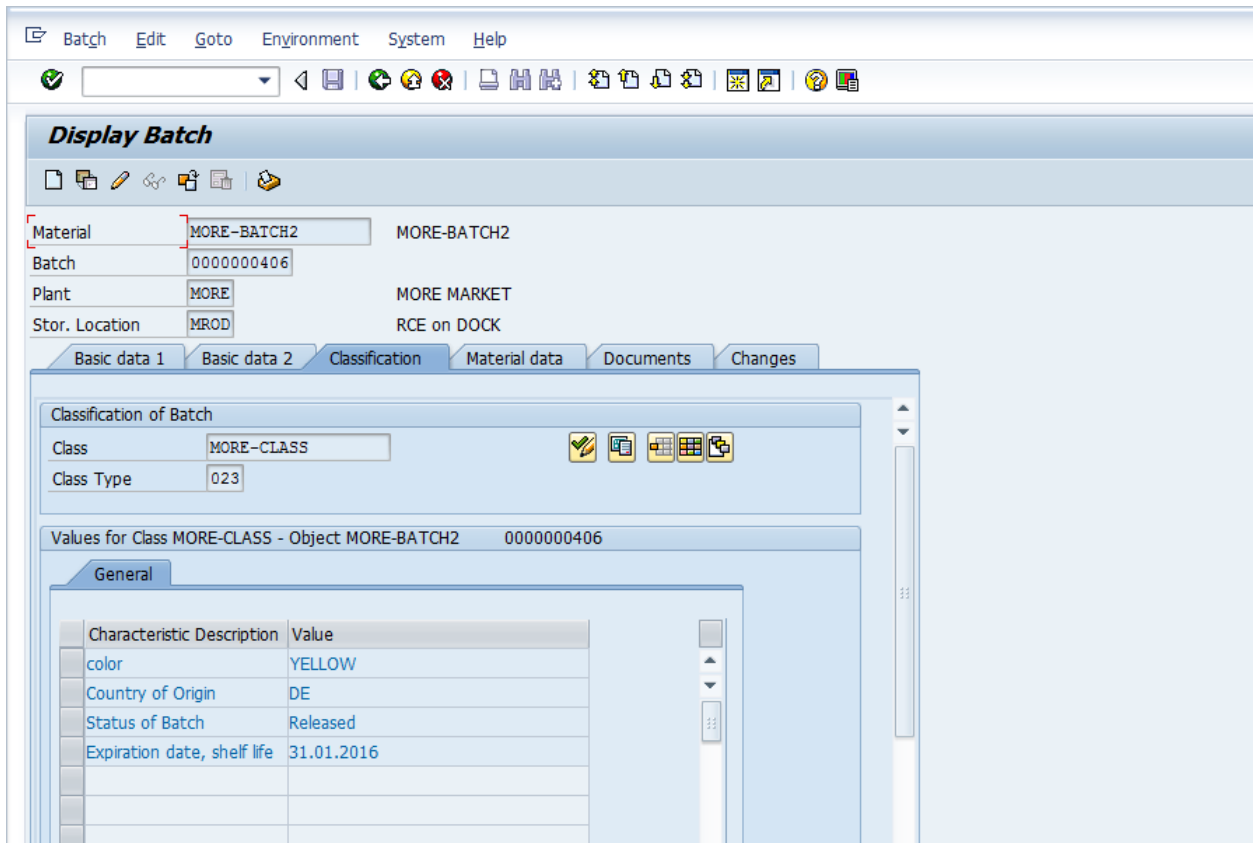 Batch Edit Goto Environment System Help
Display Batch
Material MORE-BATCH2 MORE-BATCH2
Batch 0000000406
Plant MORE MORE MARKET
Stor. Location MROD RCE on DOCK
Basic data 1 Basic data 2 Classification Material data Documents Changes
Classification of Batch
Class MORE-CLASS
Class Type 023
Values for Class MORE-CLASS - Object MORE-BATCH2 0000000406
General
Characteristic Description Value
color YELLOW
Country of Origin DE
Status of Batch Released
Expiration date, shelf life 31.01.2016